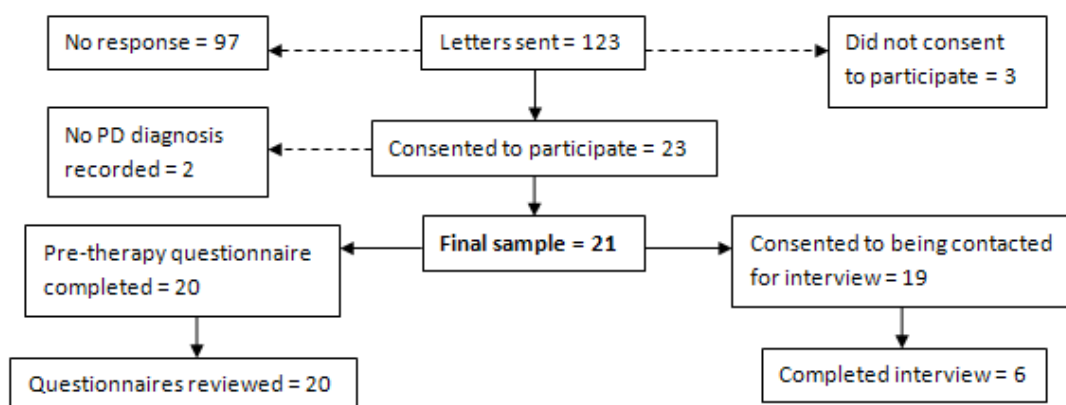 No response = 97
Letters sent = 123
Did not consent
to participate = 3
No PD diagnosis
recorded = 2
Consented to participate = 23
Final sample = 21
Pre-therapy questionnaire
completed = 20
Consented to being contacted
for interview = 19
Questionnaires reviewed = 20
Completed interview = 6